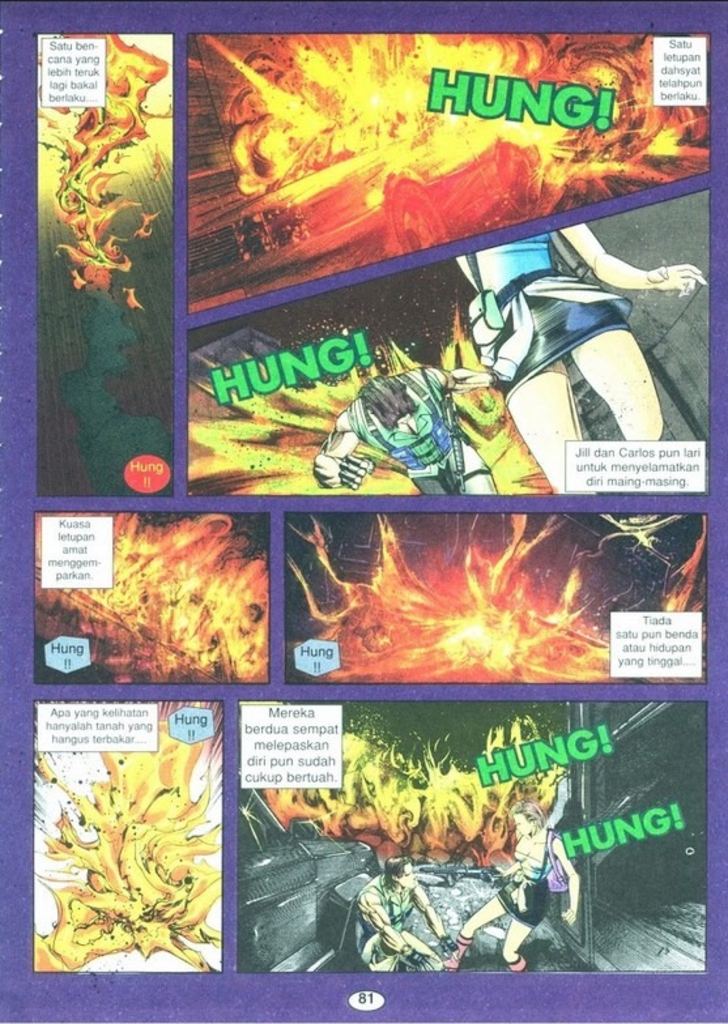 Satu ben-
cana yang
lebih teruk
lagi bakal
berlaku....
Hung
!!
HUNG!
Satu
letupan
dahsyat
telahpun
berlaku.
HUNG!
Jill dan Carlos pun lari
untuk menyelamatkan
diri maing-masing.
Kuasa
letupan
amat
menggem-
parkan.
Hung
!!
Hung
!!
Tiada
satu pun benda
atau hidupan
yang tinggal....
Apa yang kelihatan
hanyalah tanah yang
hangus terbakar....
Hung
!!
Mereka
berdua sempat
melepaskan
diri pun sudah
cukup bertuah.
HUNG!
HUNG!
81